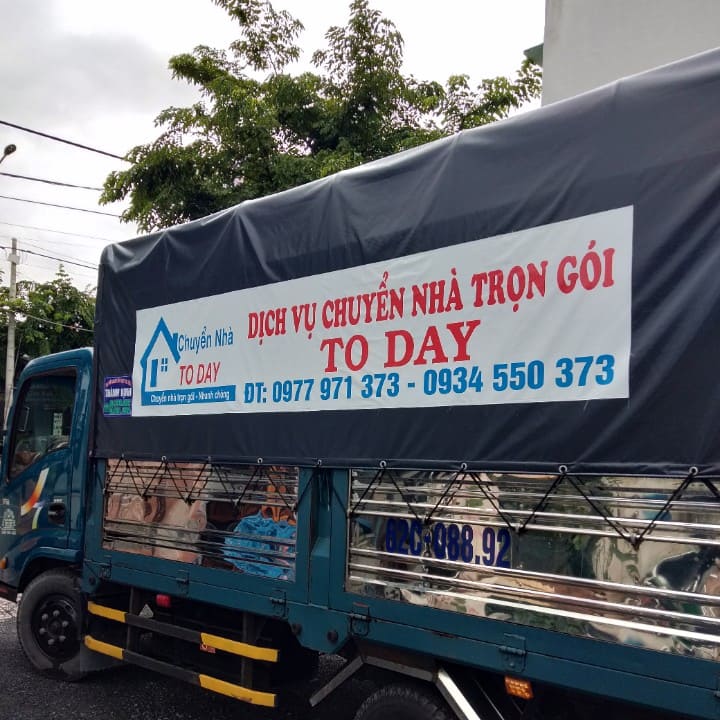 DỊCH VỤ CHUYỂN NHÀ TRỌN GÓI
TO DAY
ĐT: 0977 971 373 - 0934 550 373
Chuyển Nhà
TO DAY
Chuyển nhà trọn gói - Nhanh chóng
62C-088.92